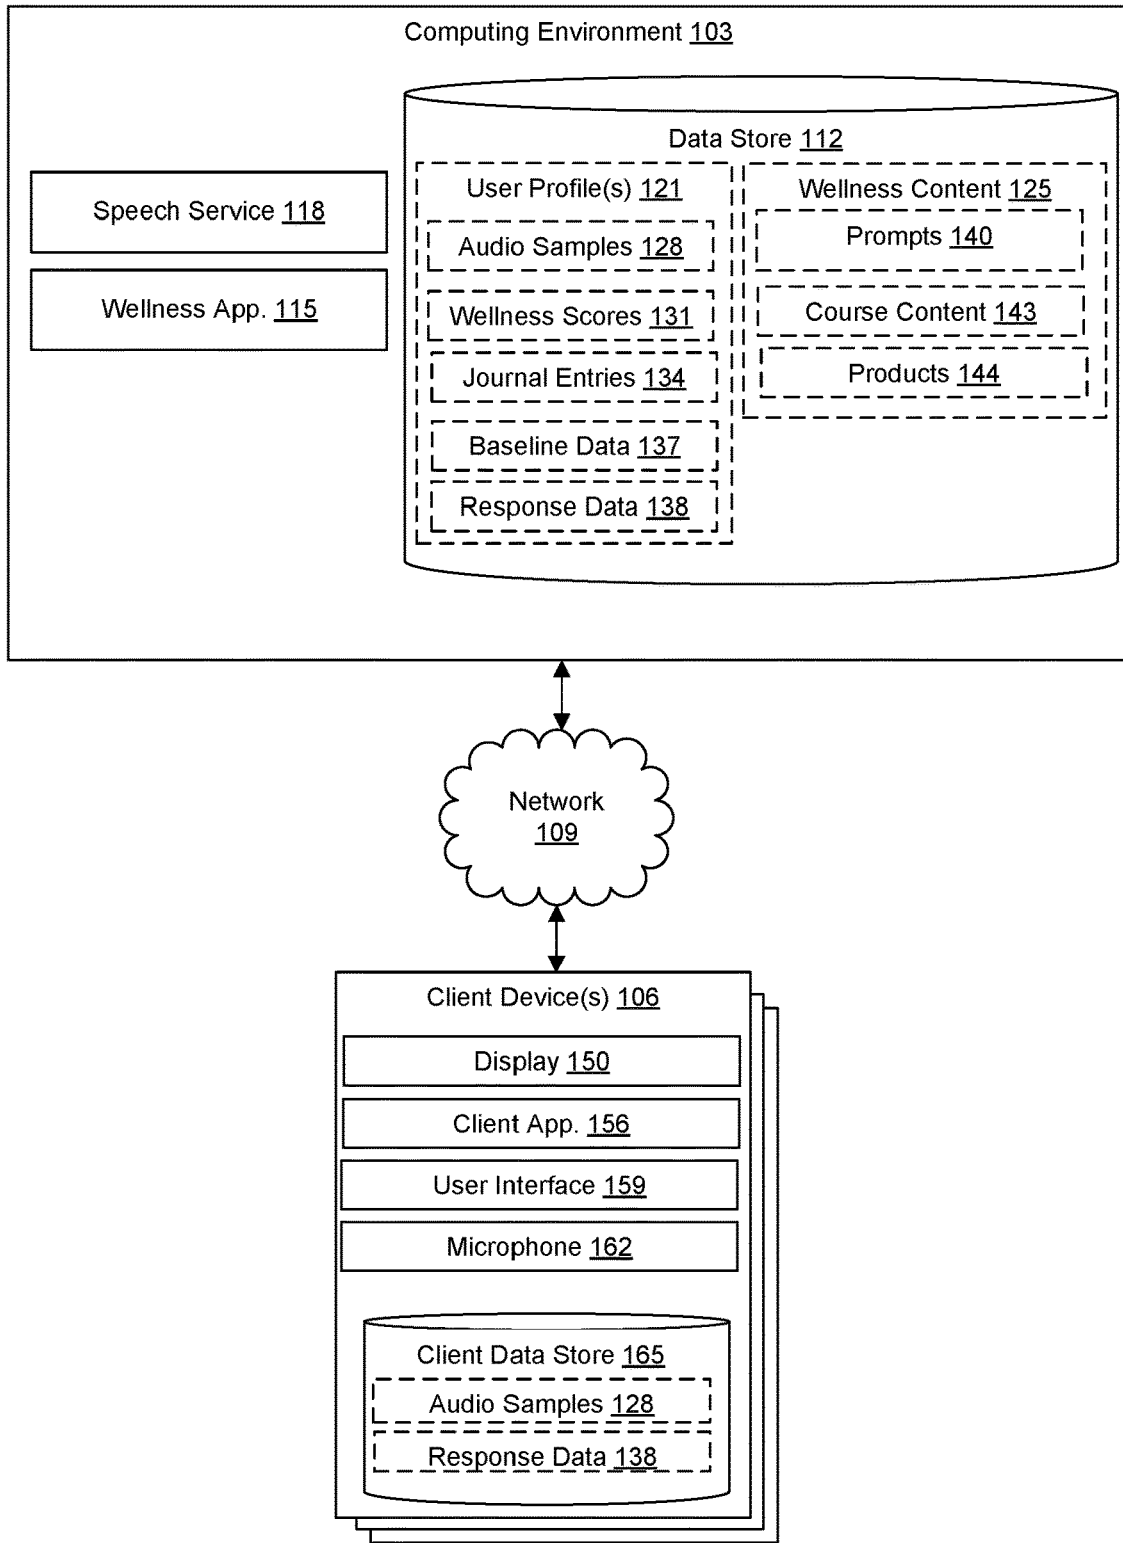 Computing Environment 103
Speech Service 118
Wellness App. 115
Data Store 112
User Profile(s) 121
Audio Samples 128
Wellness Scores 131
Journal Entries 134
Baseline Data 137
Response Data 138
Wellness Content 125
Prompts 140
Course Content 143
Products 144
Network
109
Client Device(s) 106
Display 150
Client App. 156
User Interface 159
Microphone 162
Client Data Store 165
Audio Samples 128
Response Data 138